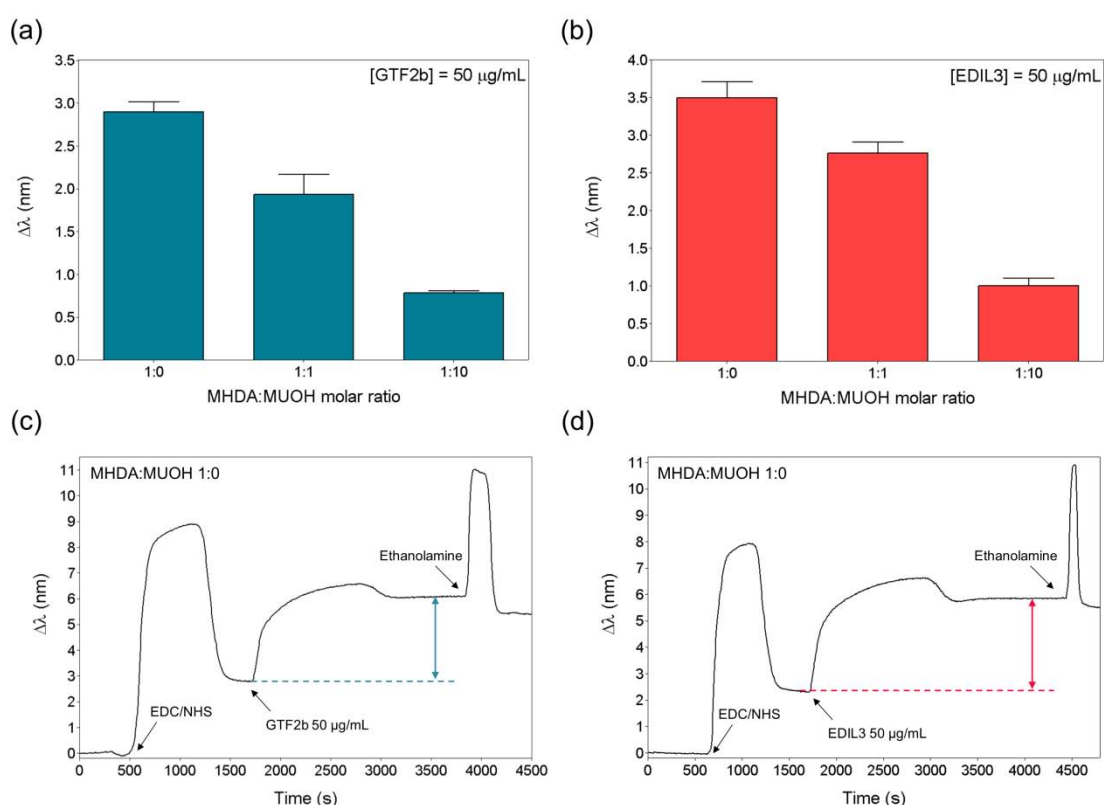 (a)
[GTF2b] = 50 µg/mL
3.5
3.0
2.5
2.0
1.5
1.0
0.5
0.0
Δλ (nm)
1:0 1:1 1:10
MHDA:MUOH molar ratio
(b)
[EDIL3] = 50 µg/mL
4.0
3.5
3.0
2.5
2.0
1.5
1.0
0.5
0.0
Δλ (nm)
1:0 1:1 1:10
MHDA:MUOH molar ratio
(c)
MHDA:MUOH 1:0
11
10
9
8
7
6
5
4
3
2
1
0
Δλ (nm)
Ethanolamine
EDC/NHS
GTF2b 50 µg/mL
0 500 1000 1500 2000 2500 3000 3500 4000 4500
Time (s)
(d)
MHDA:MUOH 1:0
11
10
9
8
7
6
5
4
3
2
1
0
Δλ (nm)
Ethanolamine
EDC/NHS
EDIL3 50 µg/mL
0 500 1000 1500 2000 2500 3000 3500 4000 4500
Time (s)